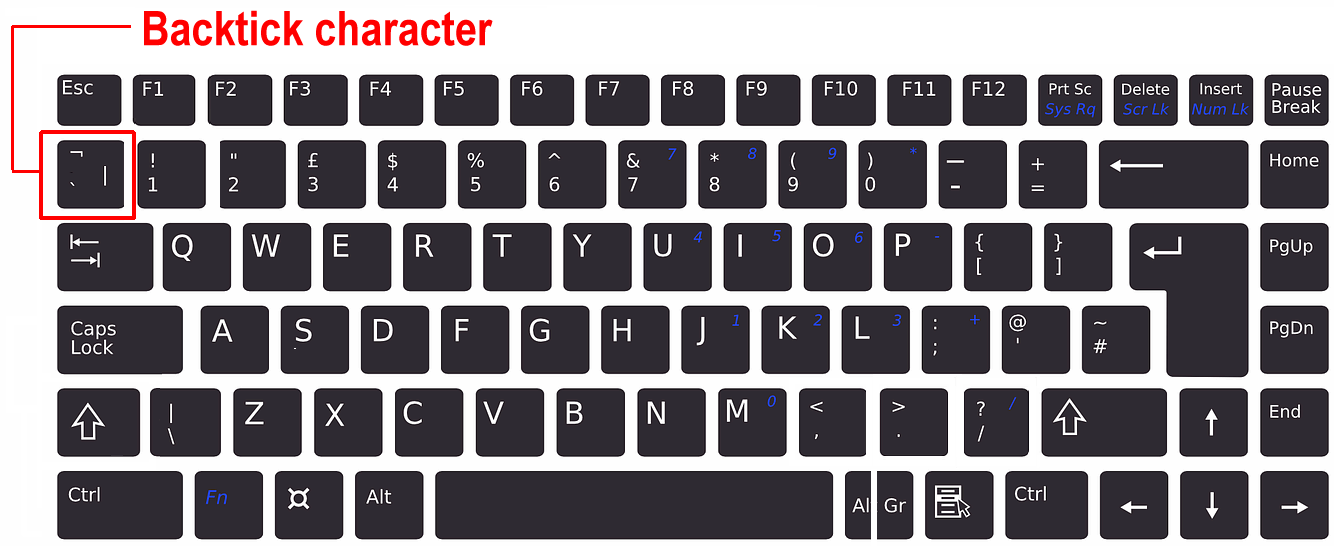 Backtick character
Esc F1 F2 F3 F4 F5 F6 F7 F8 F9 F10 F11 F12 Prt Sc Delete Insert Pause
Sys Rq Scr Lk Num Lk Break
¬ ! " £ $ % ^ & 7 * 8 ( 9 ) * — + Home
` | 1 2 3 4 5 6 7 8 9 0 - =
Q W E R T Y U 4 I 5 O 6 P - { } PgUp
[ ]
Caps A S D F G H J 1 K 2 L 3 : + @ ~ PgDn
Lock ; ' #
| Z X C V B N M 0 < > ? / End
\ , . /
Ctrl Fn Alt Al Gr Ctrl